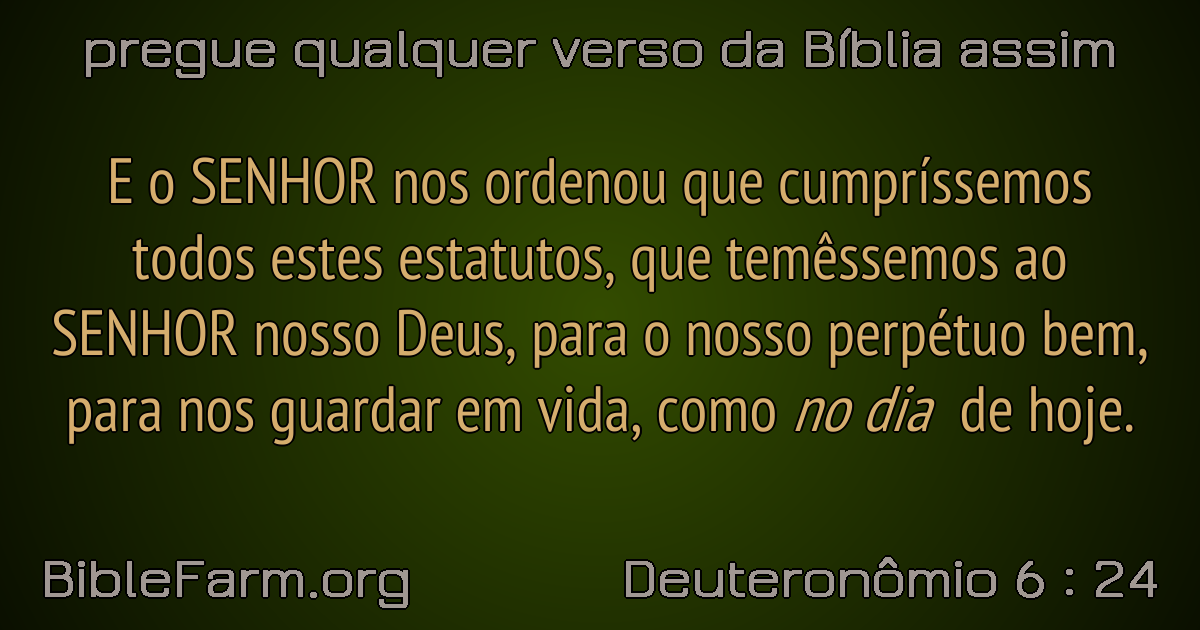 pregue qualquer verso da Bíblia assim
E o SENHOR nos ordenou que cumpríssemos
todos estes estatutos, que temêssemos ao
SENHOR nosso Deus, para o nosso perpétuo bem,
para nos guardar em vida, como no dia de hoje.
BibleFarm.org
Deuteronômio 6 : 24